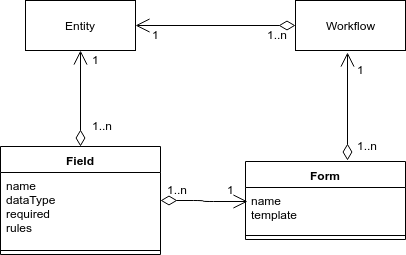 Entity
Workflow
1
1..n
1
1
1..n
1..n
Field
name
dataType
required
rules
1..n
1
Form
name
template